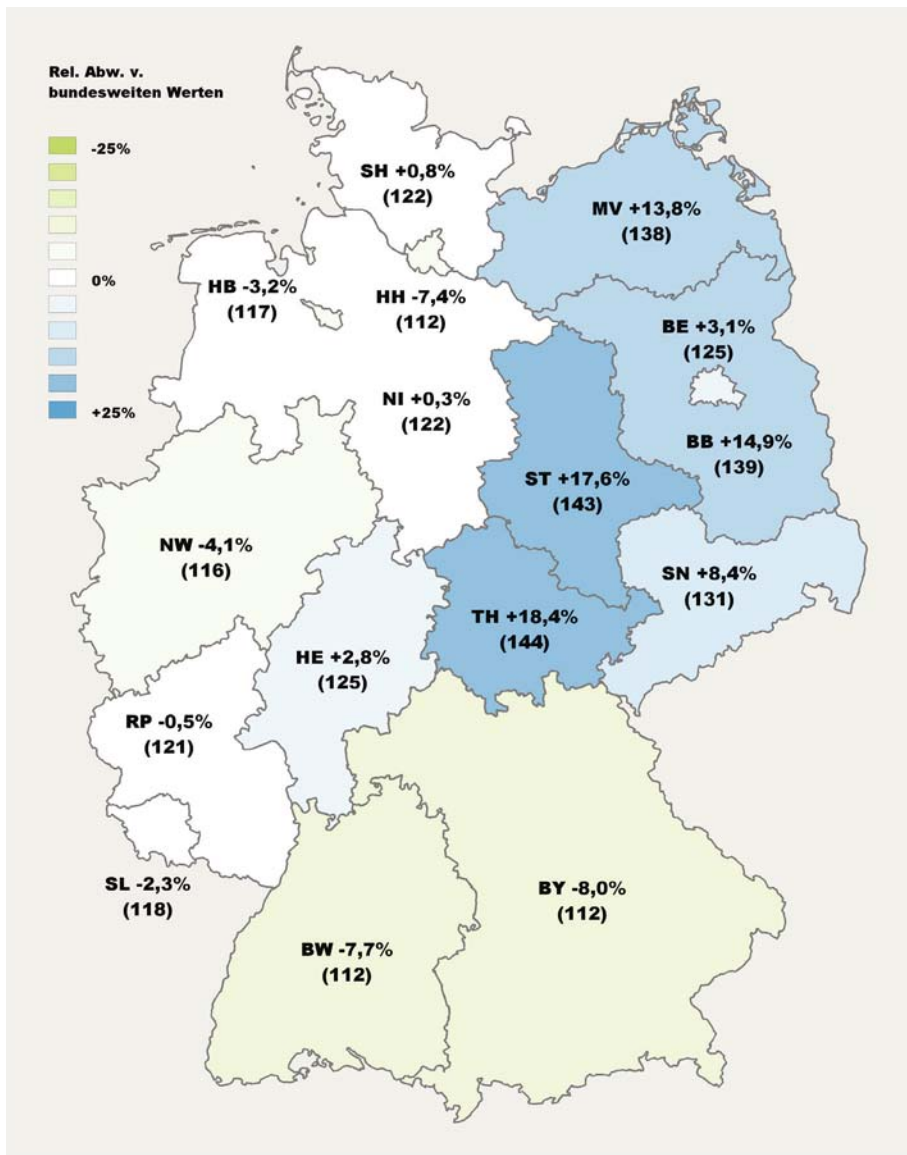 Rel. Abw. v.
bundesweiten Werten
-25%
0%
+25%
SH +0,8%
(122)
MV +13,8%
(138)
HB -3,2%
(117)
HH -7,4%
(112)
BE +3,1%
(125)
NI +0,3%
(122)
BB +14,9%
(139)
ST +17,6%
(143)
NW -4,1%
(116)
SN +8,4%
(131)
TH +18,4%
(144)
HE +2,8%
(125)
RP -0,5%
(121)
SL -2,3%
(118)
BY -8,0%
(112)
BW -7,7%
(112)